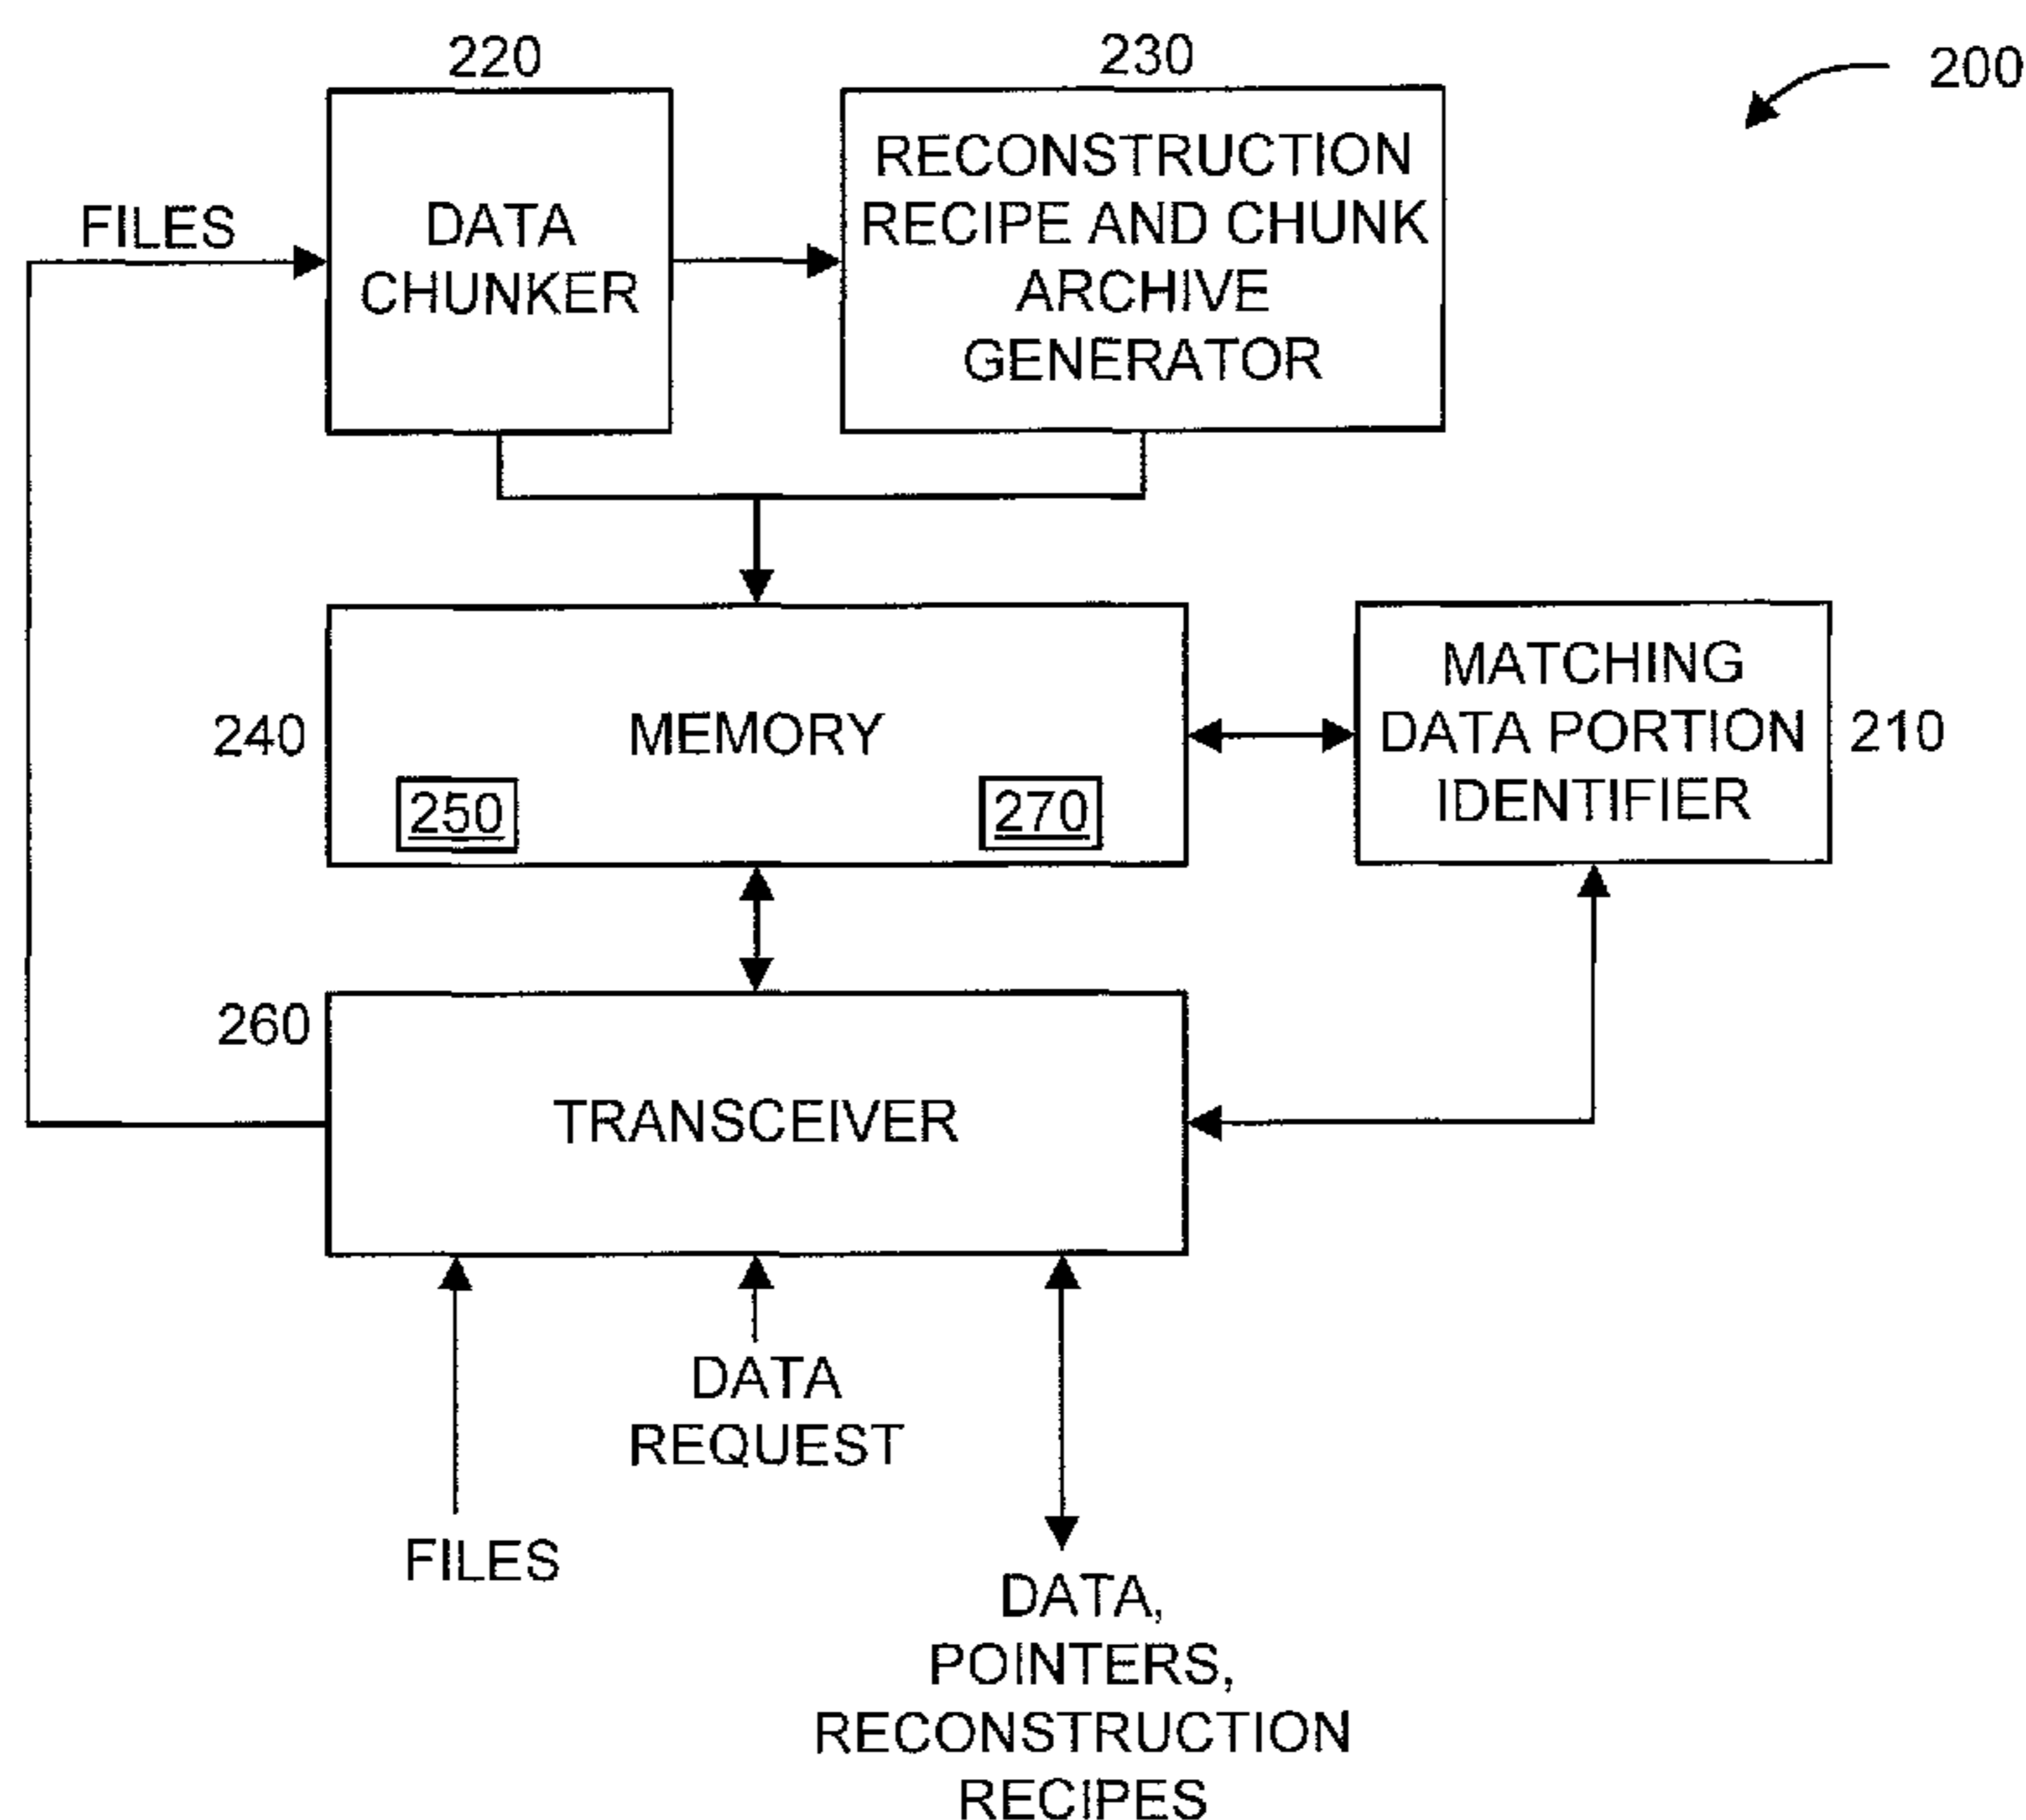 220
230
200
FILES
DATA
CHUNKER
RECONSTRUCTION
RECIPE AND CHUNK
ARCHIVE
GENERATOR
240
MEMORY
250
270
MATCHING
DATA PORTION
IDENTIFIER
210
260
TRANSCEIVER
FILES
DATA
REQUEST
DATA,
POINTERS,
RECONSTRUCTION
RECIPES